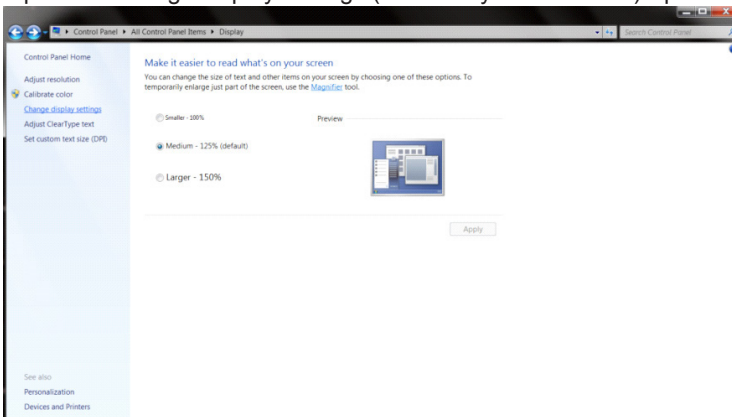 Control Panel ▸ All Control Panel Items ▸ Display
Search Control Panel
Control Panel Home
Adjust resolution
Calibrate color
Change display settings
Adjust ClearType text
Set custom text size (DPI)
Make it easier to read what's on your screen
You can change the size of text and other items on your screen by choosing one of these options. To
temporarily enlarge just part of the screen, use the Magnifier tool.
Smaller - 100%
Preview
Medium - 125% (default)
Larger - 150%
Apply
See also
Personalization
Devices and Printers